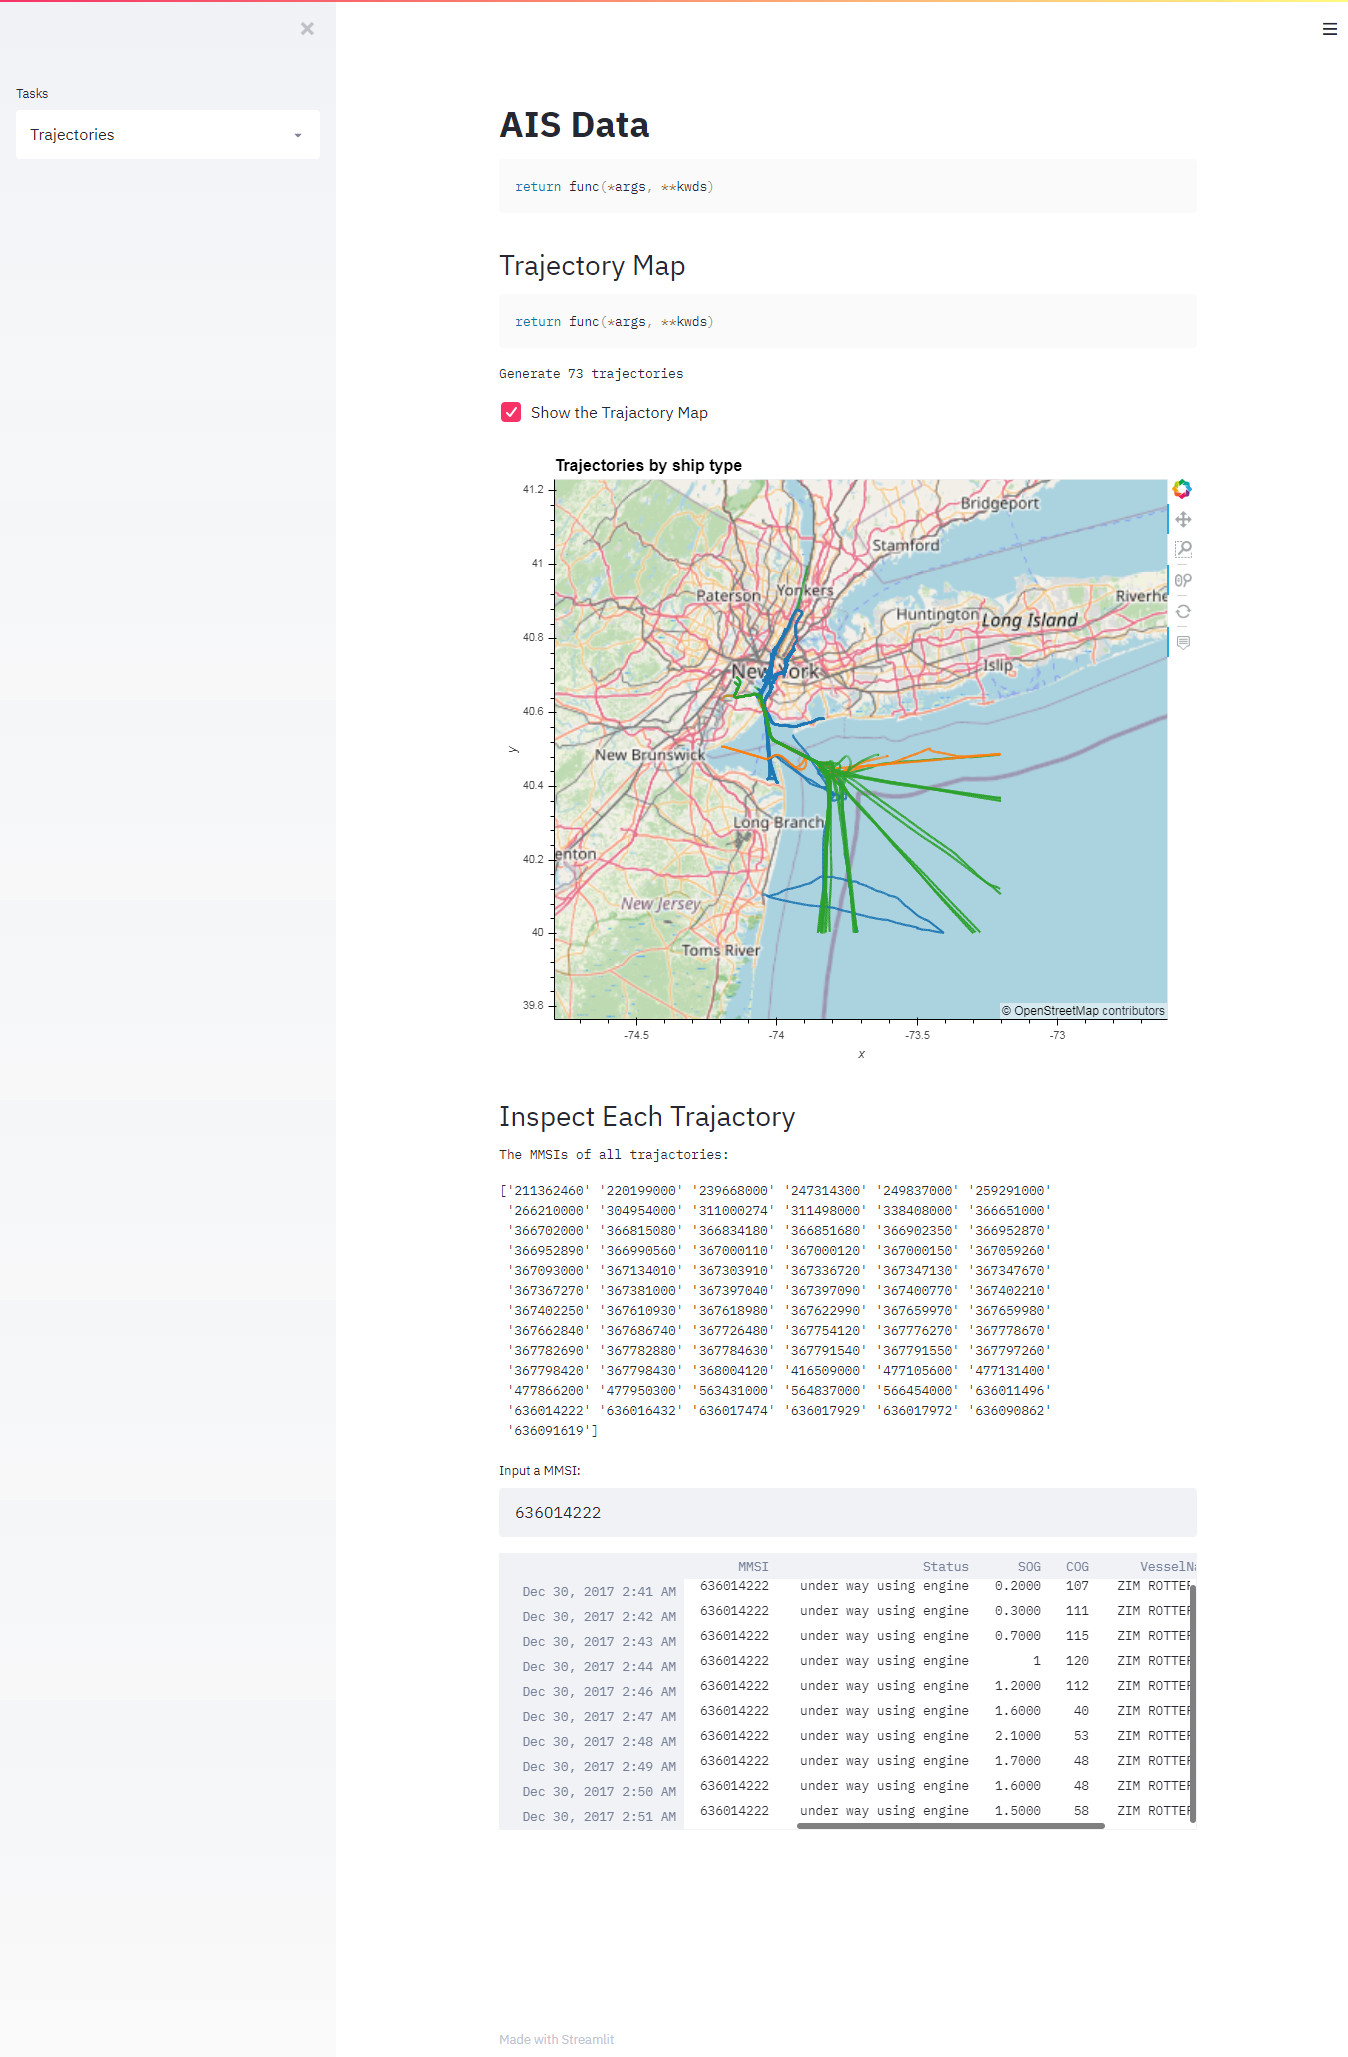 ×
Tasks
Trajectories
AIS Data
return func(*args, **kwds)
Trajectory Map
return func(*args, **kwds)
Generate 73 trajectories
Show the Trajactory Map
Trajectories by ship type
41.2
41
40.8
40.6
40.4
40.2
40
39.8
y
Bridgeport
Stamford
Paterson
Yonkers
Riverhe
Huntington
Long Island
New York
Islip
New Brunswick
Long Branch
enton
New Jersey
Toms River
© OpenStreetMap contributors
-74.5 -74 -73.5 -73
x
Inspect Each Trajactory
The MMSIs of all trajactories:
['211362460' '220199000' '239668000' '247314300' '249837000' '259291000'
'266210000' '304954000' '311000274' '311498000' '338408000' '366651000'
'366702000' '366815080' '366834180' '366851680' '366902350' '366952870'
'366952890' '366990560' '367000110' '367000120' '367000150' '367059260'
'367093000' '367134010' '367303910' '367336720' '367347130' '367347670'
'367367270' '367381000' '367397040' '367397090' '367400770' '367402210'
'367402250' '367610930' '367618980' '367622990' '367659970' '367659980'
'367662840' '367686740' '367726480' '367754120' '367776270' '367778670'
'367782690' '367782880' '367784630' '367791540' '367791550' '367797260'
'367798420' '367798430' '368004120' '416509000' '477105600' '477131400'
'477866200' '477950300' '563431000' '564837000' '566454000' '636011496'
'636014222' '636016432' '636017474' '636017929' '636017972' '636090862'
'636091619']
Input a MMSI:
636014222
MMSI Status SOG COG VesselNa
Dec 30, 2017 2:41 AM 636014222 under way using engine 0.2000 107 ZIM ROTTER
Dec 30, 2017 2:42 AM 636014222 under way using engine 0.3000 111 ZIM ROTTER
Dec 30, 2017 2:43 AM 636014222 under way using engine 0.7000 115 ZIM ROTTER
Dec 30, 2017 2:44 AM 636014222 under way using engine 1 120 ZIM ROTTER
Dec 30, 2017 2:46 AM 636014222 under way using engine 1.2000 112 ZIM ROTTER
Dec 30, 2017 2:47 AM 636014222 under way using engine 1.6000 40 ZIM ROTTER
Dec 30, 2017 2:48 AM 636014222 under way using engine 2.1000 53 ZIM ROTTER
Dec 30, 2017 2:49 AM 636014222 under way using engine 1.7000 48 ZIM ROTTER
Dec 30, 2017 2:50 AM 636014222 under way using engine 1.6000 48 ZIM ROTTER
Dec 30, 2017 2:51 AM 636014222 under way using engine 1.5000 58 ZIM ROTTER
Made with Streamlit